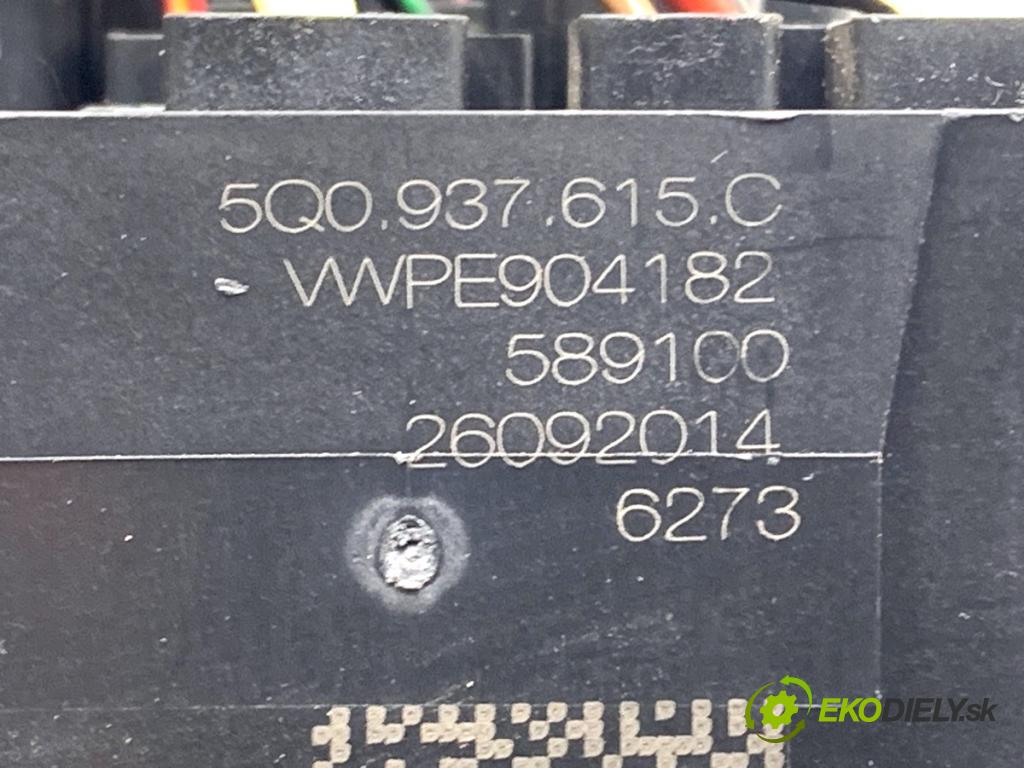 5Q0.937.615.C
VWPE904182
589100
26092014
6273
EKODIELY.sk